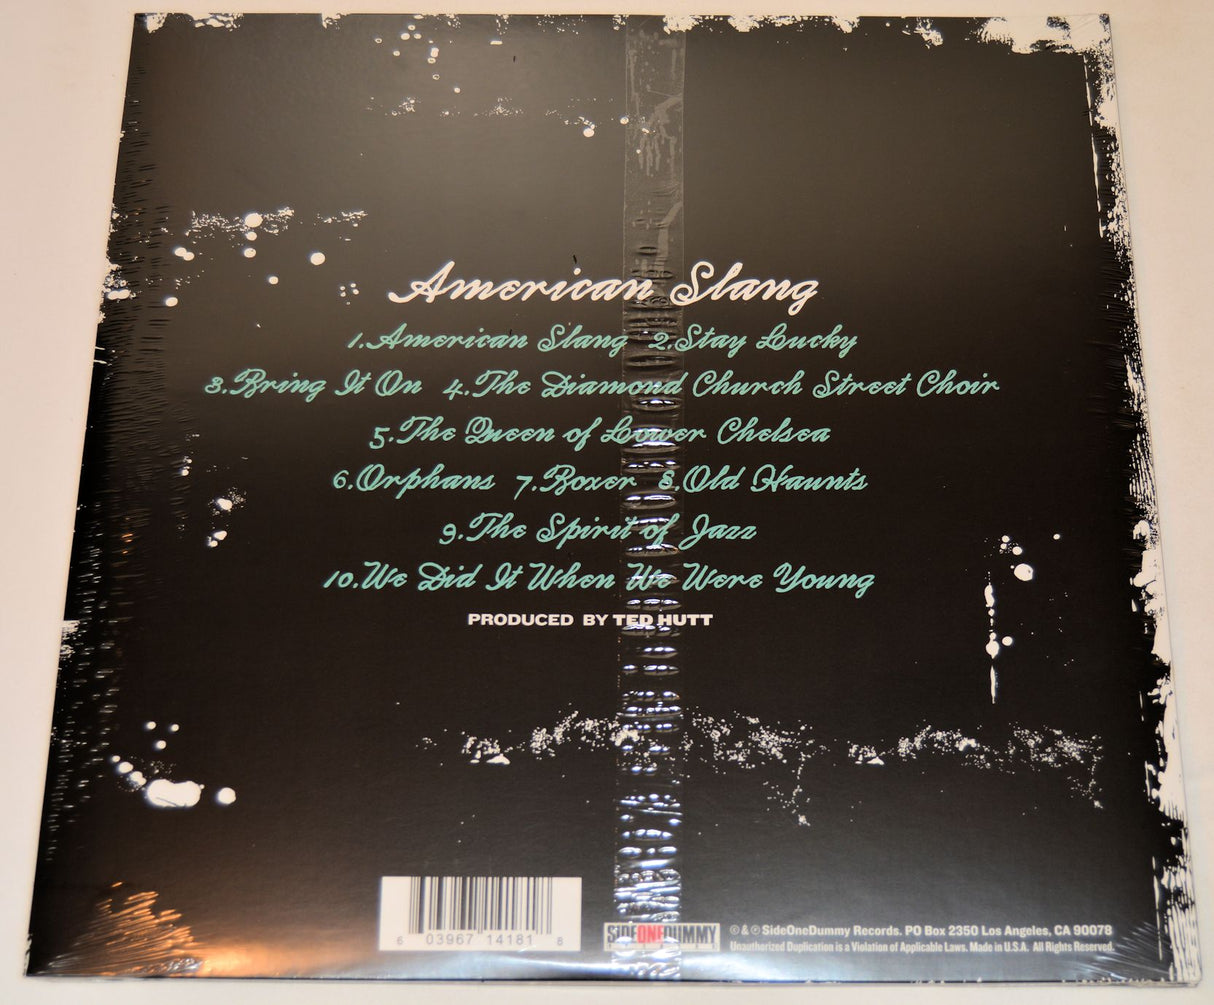 American Slang
1.American Slang 2.Stay Lucky
3.Bring It On 4.The Diamond Church Street Choir
5.The Queen of Lower Chelsea
6.Orphans 7.Boxer 8.Old Haunts
9.The Spirit of Jazz
10.We Did It When We Were Young
PRODUCED BY TED HUTT
6 03967 14181 8
SIDEONEDUMMY
© & ℗ SideOneDummy Records. PO Box 2350 Los Angeles, CA 90078
Unauthorized Duplication is a Violation of Applicable Laws. Made in U.S.A. All Rights Reserved.